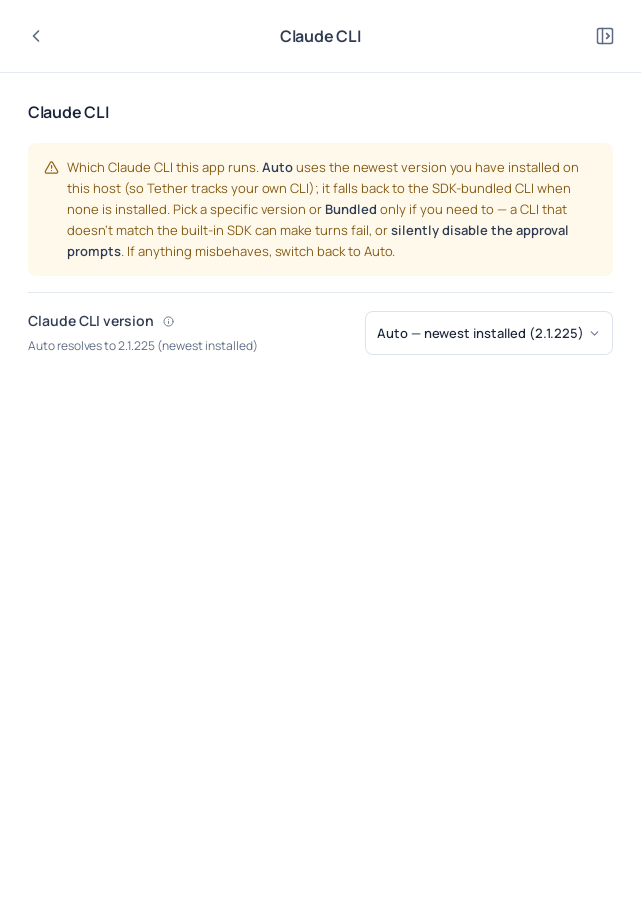 Claude CLI
Claude CLI
Which Claude CLI this app runs. Auto uses the newest version you have installed on
this host (so Tether tracks your own CLI); it falls back to the SDK-bundled CLI when
none is installed. Pick a specific version or Bundled only if you need to — a CLI that
doesn't match the built-in SDK can make turns fail, or silently disable the approval
prompts. If anything misbehaves, switch back to Auto.
Claude CLI version
Auto resolves to 2.1.225 (newest installed)
Auto — newest installed (2.1.225)